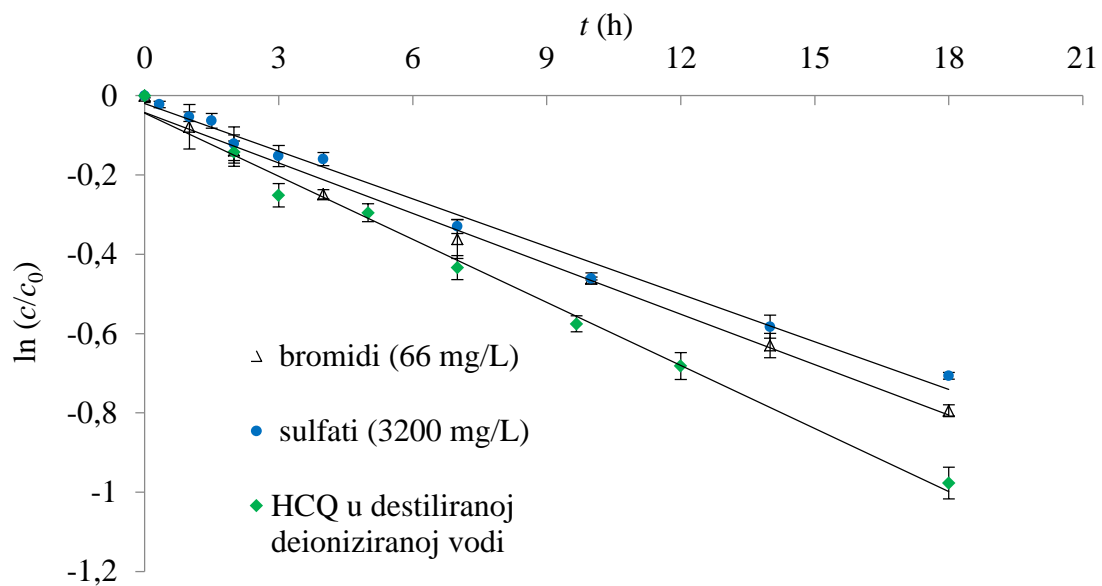 t (h)
0 3 6 9 12 15 18 21
0
-0,2
-0,4
-0,6
-0,8
-1
-1,2
ln (c/c0)
bromidi (66 mg/L)
sulfati (3200 mg/L)
HCQ u destiliranoj
deioniziranoj vodi